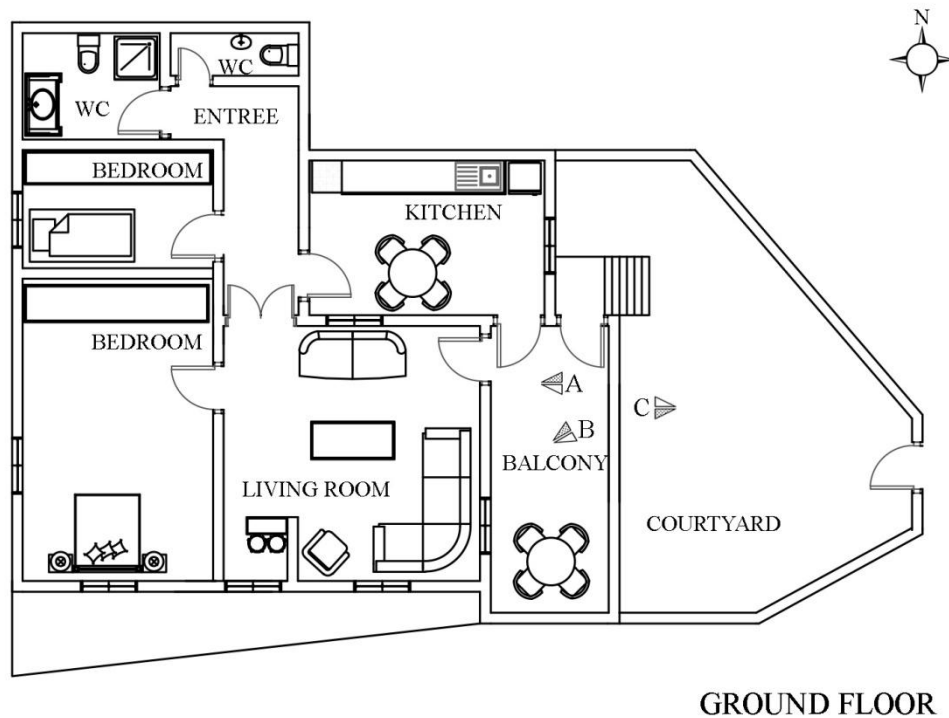 N
WC
WC
ENTREE
BEDROOM
KITCHEN
BEDROOM
A
C
B
BALCONY
LIVING ROOM
COURTYARD
GROUND FLOOR